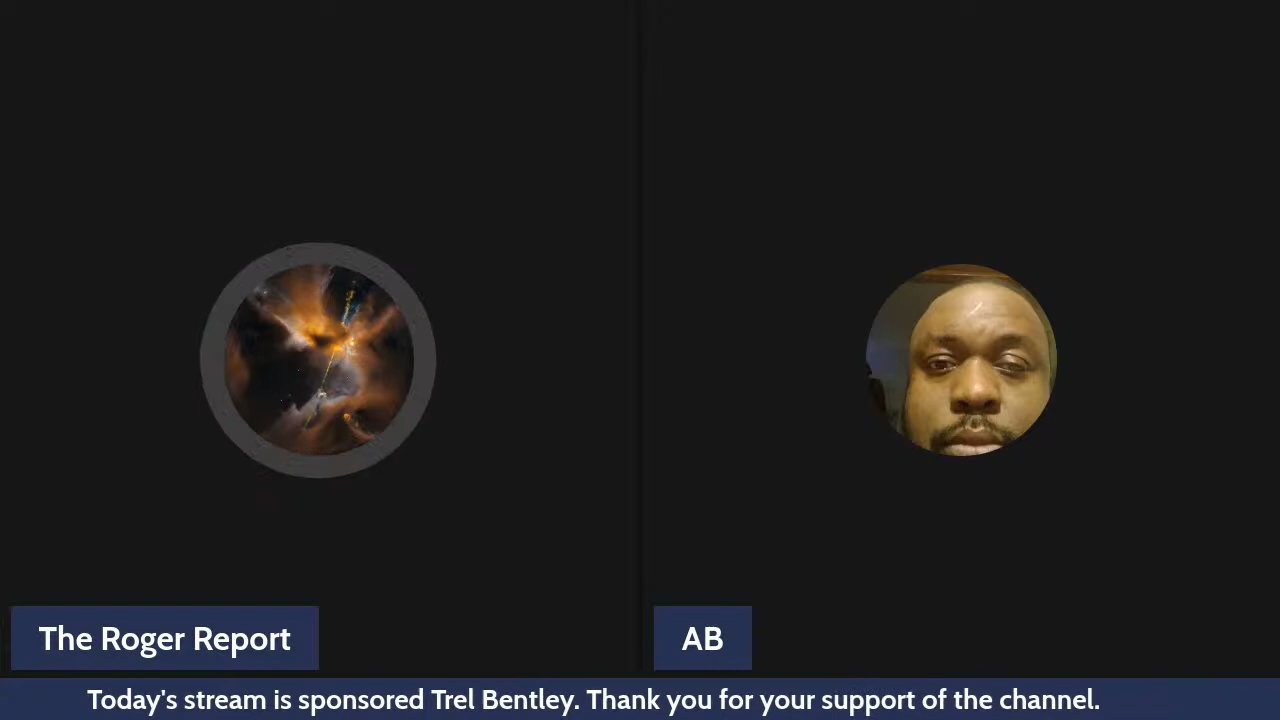 The Roger Report
AB
Today's stream is sponsored Trel Bentley. Thank you for your support of the channel.